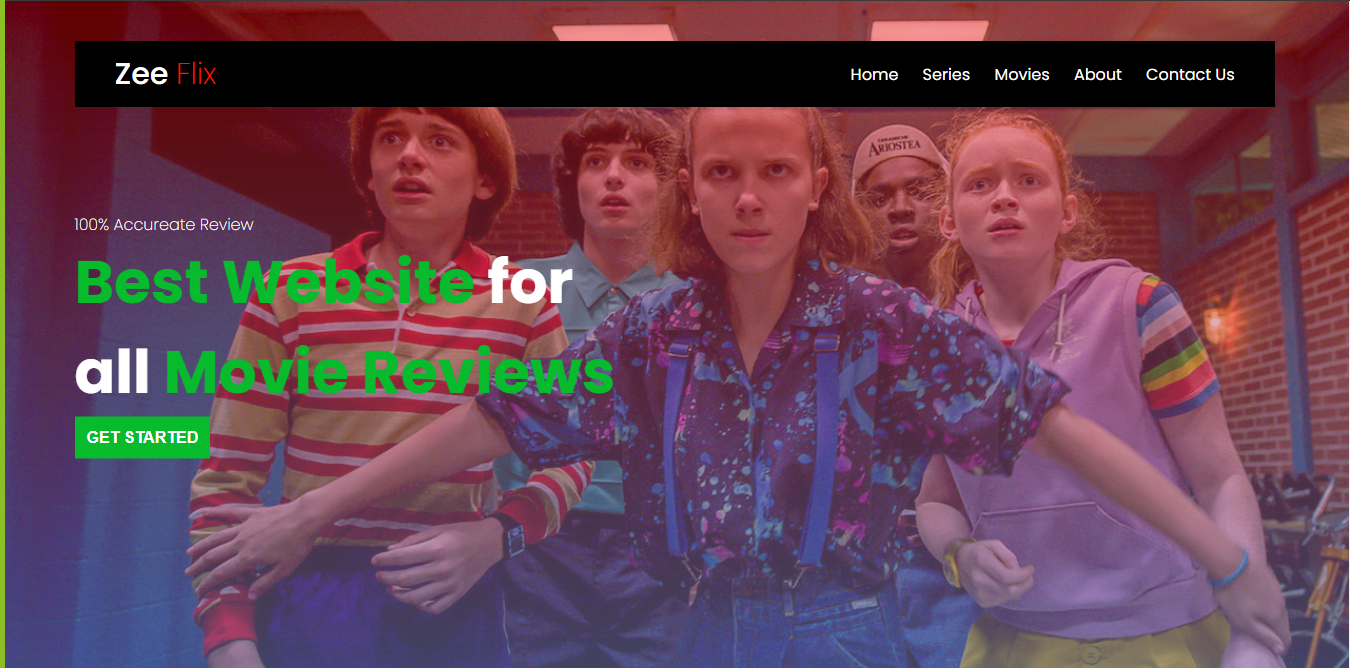 Zee Flix
Home Series Movies About Contact Us
CERAMICHE
ARIOSTEA
100% Accureate Review
Best Website for
all Movie Reviews
GET STARTED